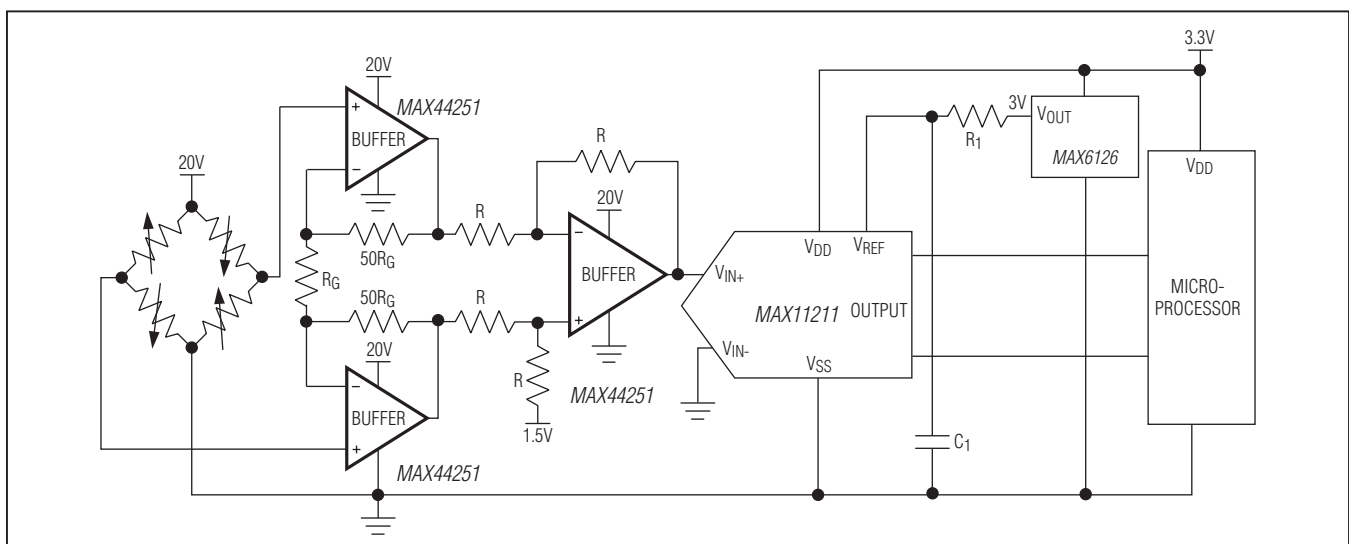 3.3V
20V
MAX44251
BUFFER
+
−
20V
50RG
RG
50RG
20V
−
+
BUFFER
MAX44251
R
R
R
R
1.5V
20V
−
+
BUFFER
MAX44251
VIN+
VIN-
VDD
VREF
MAX11211
OUTPUT
VSS
R1
3V
VOUT
MAX6126
C1
VDD
MICRO-
PROCESSOR